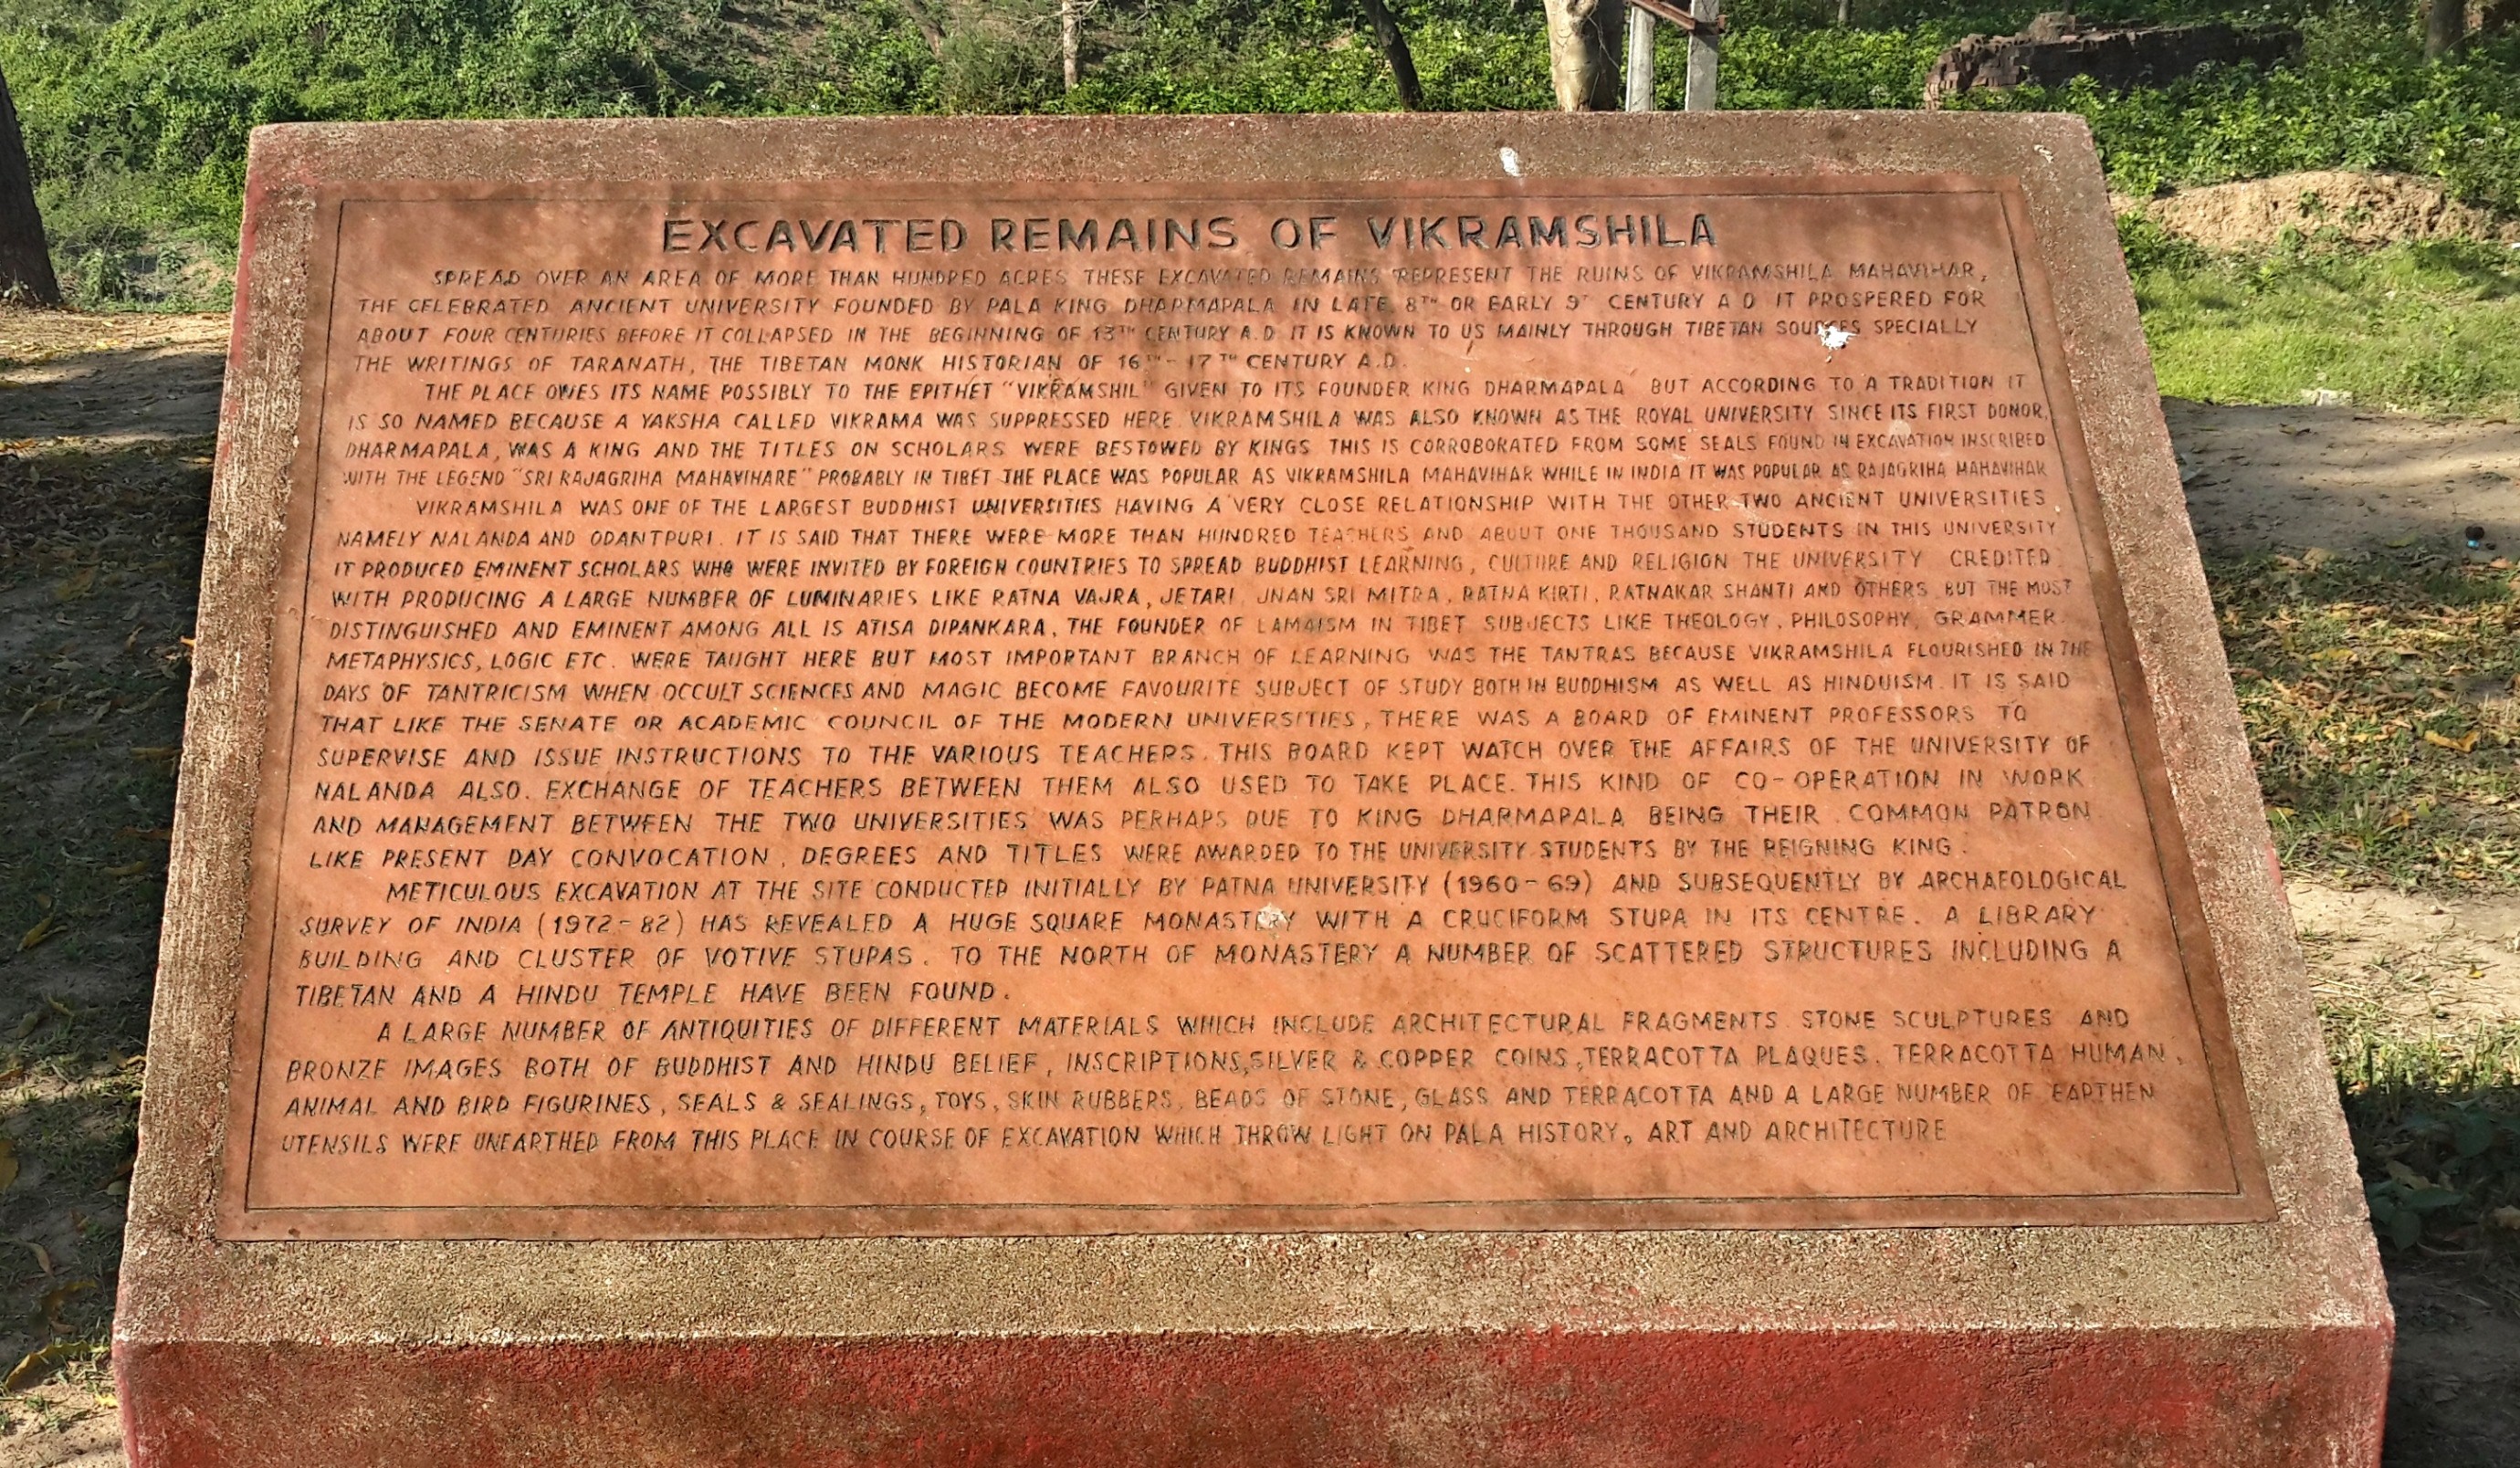 EXCAVATED REMAINS OF VIKRAMSHILA
SPREAD OVER AN AREA OF MORE THAN HUNDRED ACRES THESE EXCAVATED REMAINS REPRESENT THE RUINS OF VIKRAMSHILA MAHAVIHAR,
THE CELEBRATED ANCIENT UNIVERSITY FOUNDED BY PALA KING DHARMAPALA IN LATE 8TH OR EARLY 9T CENTURY A D IT PROSPERED FOR
ABOUT FOUR CENTURIES BEFORE IT COLLAPSED IN THE BEGINNING OF 13TH CENTURY A.D IT IS KNOWN TO US MAINLY THROUGH TIBETAN SOURCES SPECIALLY
THE WRITINGS OF TARANATH, THE TIBETAN MONK HISTORIAN OF 16TH - 17TH CENTURY A.D.
THE PLACE OWES ITS NAME POSSIBLY TO THE EPITHET "VIKRAMSHIL" GIVEN TO ITS FOUNDER KING DHARMAPALA BUT ACCORDING TO A TRADITION IT
IS SO NAMED BECAUSE A YAKSHA CALLED VIKRAMA WAS SUPPRESSED HERE. VIKRAMSHILA WAS ALSO KNOWN AS THE ROYAL UNIVERSITY SINCE ITS FIRST DONOR,
DHARMAPALA, WAS A KING AND THE TITLES ON SCHOLARS WERE BESTOWED BY KINGS THIS IS CORROBORATED FROM SOME SEALS FOUND IN EXCAVATION INSCRIBED
WITH THE LEGEND "SRI RAJAGRIHA MAHAVIHARE" PROBABLY IN TIBET THE PLACE WAS POPULAR AS VIKRAMSHILA MAHAVIHAR WHILE IN INDIA IT WAS POPULAR AS RAJAGRIHA MAHAVIHAR
VIKRAMSHILA WAS ONE OF THE LARGEST BUDDHIST UNIVERSITIES HAVING A VERY CLOSE RELATIONSHIP WITH THE OTHER TWO ANCIENT UNIVERSITIES
NAMELY NALANDA AND ODANTPURI. IT IS SAID THAT THERE WERE MORE THAN HUNDRED TEACHERS AND ABOUT ONE THOUSAND STUDENTS IN THIS UNIVERSITY
IT PRODUCED EMINENT SCHOLARS WHO WERE INVITED BY FOREIGN COUNTRIES TO SPREAD BUDDHIST LEARNING, CULTURE AND RELIGION THE UNIVERSITY CREDITED
WITH PRODUCING A LARGE NUMBER OF LUMINARIES LIKE RATNA VAJRA, JETARI, JNAN SRI MITRA, RATNA KIRTI, RATNAKAR SHANTI AND OTHERS BUT THE MOST
DISTINGUISHED AND EMINENT AMONG ALL IS ATISA DIPANKARA, THE FOUNDER OF LAMAISM IN TIBET SUBJECTS LIKE THEOLOGY, PHILOSOPHY, GRAMMER
METAPHYSICS, LOGIC ETC. WERE TAUGHT HERE BUT MOST IMPORTANT BRANCH OF LEARNING WAS THE TANTRAS BECAUSE VIKRAMSHILA FLOURISHED IN THE
DAYS OF TANTRICISM WHEN OCCULT SCIENCES AND MAGIC BECOME FAVOURITE SUBJECT OF STUDY BOTH IN BUDDHISM AS WELL AS HINDUISM. IT IS SAID
THAT LIKE THE SENATE OR ACADEMIC COUNCIL OF THE MODERN UNIVERSITIES, THERE WAS A BOARD OF EMINENT PROFESSORS TO
SUPERVISE AND ISSUE INSTRUCTIONS TO THE VARIOUS TEACHERS. THIS BOARD KEPT WATCH OVER THE AFFAIRS OF THE UNIVERSITY OF
NALANDA ALSO. EXCHANGE OF TEACHERS BETWEEN THEM ALSO USED TO TAKE PLACE. THIS KIND OF CO-OPERATION IN WORK
AND MANAGEMENT BETWEEN THE TWO UNIVERSITIES WAS PERHAPS DUE TO KING DHARMAPALA BEING THEIR COMMON PATRON
LIKE PRESENT DAY CONVOCATION, DEGREES AND TITLES WERE AWARDED TO THE UNIVERSITY STUDENTS BY THE REIGNING KING.
METICULOUS EXCAVATION AT THE SITE CONDUCTED INITIALLY BY PATNA UNIVERSITY (1960-69) AND SUBSEQUENTLY BY ARCHAEOLOGICAL
SURVEY OF INDIA (1972-82) HAS REVEALED A HUGE SQUARE MONASTERY WITH A CRUCIFORM STUPA IN ITS CENTRE. A LIBRARY
BUILDING AND CLUSTER OF VOTIVE STUPAS. TO THE NORTH OF MONASTERY A NUMBER OF SCATTERED STRUCTURES INCLUDING A
TIBETAN AND A HINDU TEMPLE HAVE BEEN FOUND.
A LARGE NUMBER OF ANTIQUITIES OF DIFFERENT MATERIALS WHICH INCLUDE ARCHITECTURAL FRAGMENTS STONE SCULPTURES AND
BRONZE IMAGES BOTH OF BUDDHIST AND HINDU BELIEF, INSCRIPTIONS, SILVER & COPPER COINS, TERRACOTTA PLAQUES, TERRACOTTA HUMAN,
ANIMAL AND BIRD FIGURINES, SEALS & SEALINGS, TOYS, SKIN RUBBERS, BEADS OF STONE, GLASS AND TERRACOTTA AND A LARGE NUMBER OF EARTHEN
UTENSILS WERE UNEARTHED FROM THIS PLACE IN COURSE OF EXCAVATION WHICH THROW LIGHT ON PALA HISTORY, ART AND ARCHITECTURE